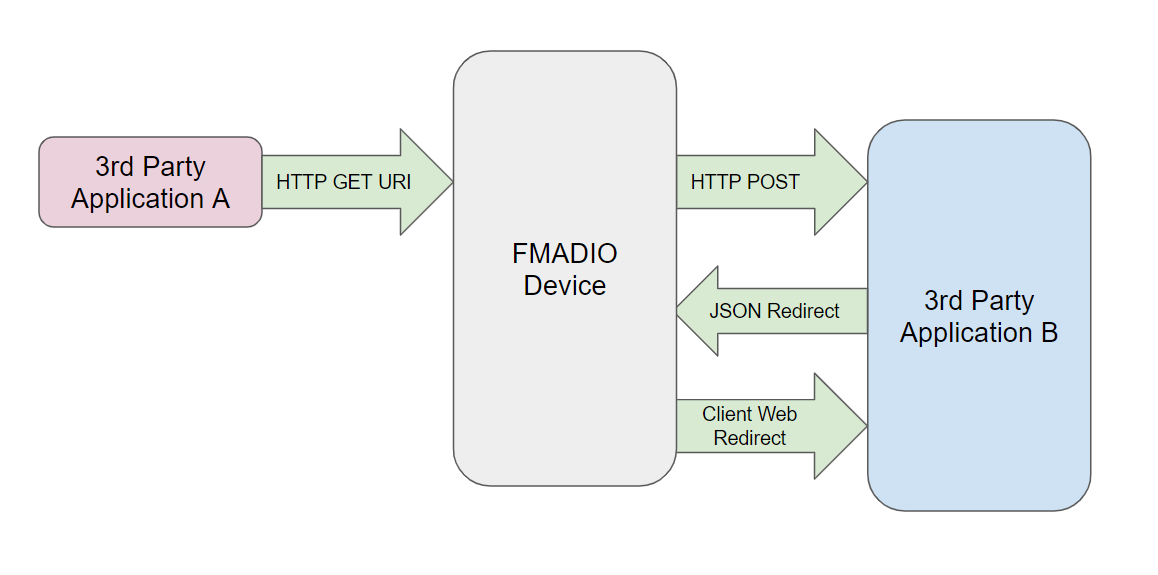 3rd Party
Application A
HTTP GET URI
FMADIO
Device
HTTP POST
JSON Redirect
Client Web
Redirect
3rd Party
Application B